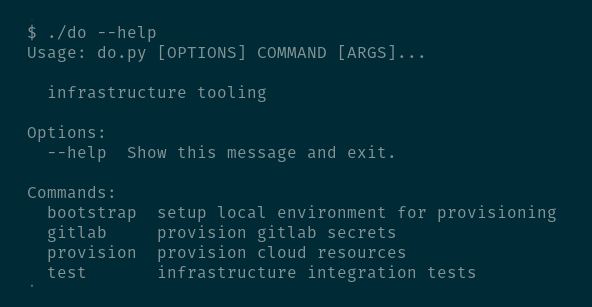 $ ./do --help
Usage: do.py [OPTIONS] COMMAND [ARGS]...
infrastructure tooling
Options:
--help  Show this message and exit.
Commands:
bootstrap  setup local environment for provisioning
gitlab     provision gitlab secrets
provision  provision cloud resources
test       infrastructure integration tests